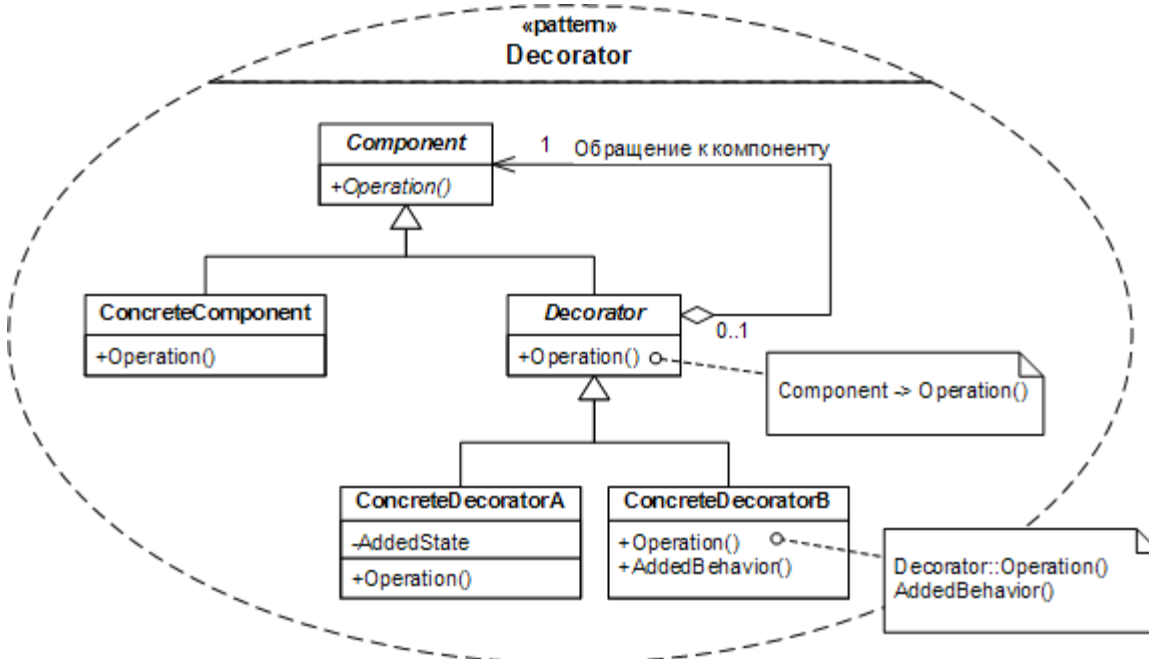 «pattern»
Decorator
Component
+Operation()
1
Обращение к компоненту
ConcreteComponent
+Operation()
Decorator
+Operation()
0..1
Component -> Operation()
ConcreteDecoratorA
-AddedState
+Operation()
ConcreteDecoratorB
+Operation()
+AddedBehavior()
Decorator::Operation()
AddedBehavior()